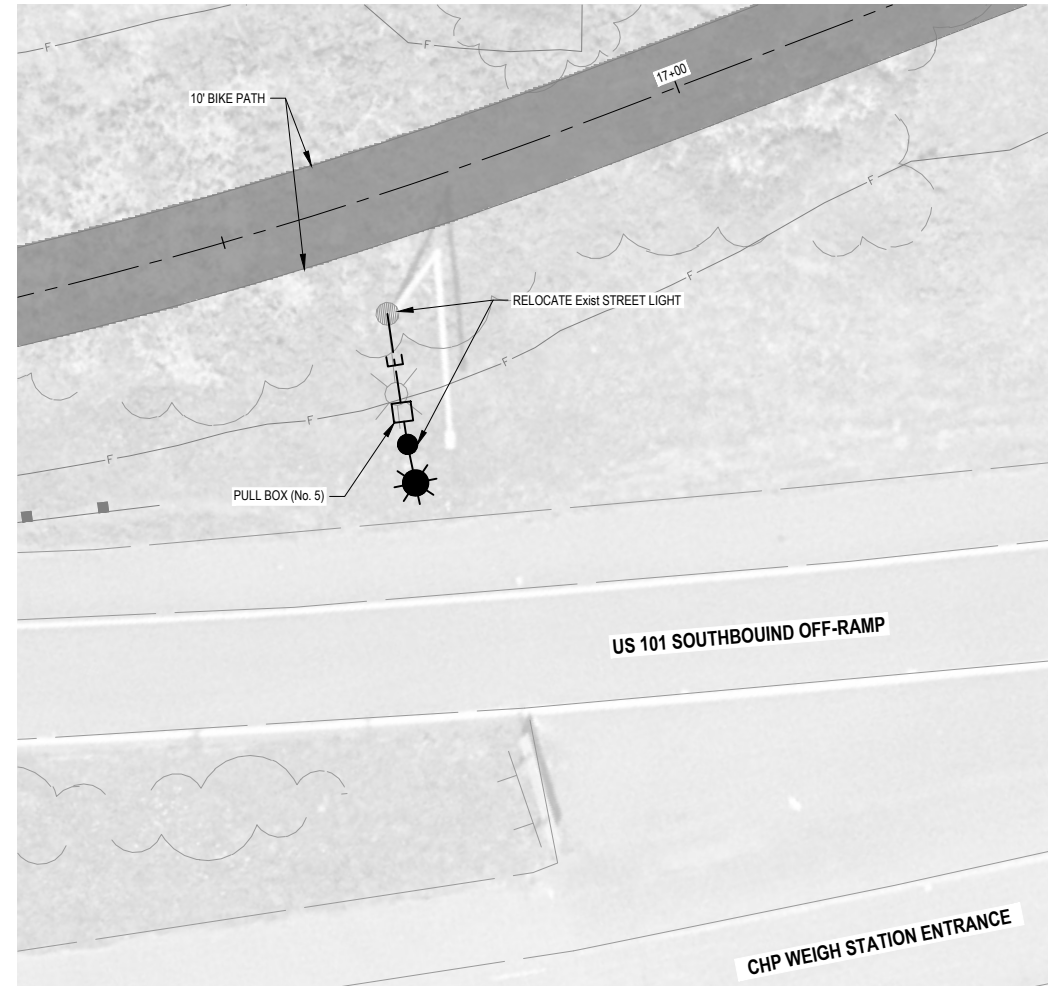 F
F
17+00
10' BIKE PATH
F
F
RELOCATE Exist STREET LIGHT
E
F
F
F
PULL BOX (No. 5)
US 101 SOUTHBOUIND OFF-RAMP
CHP WEIGH STATION ENTRANCE